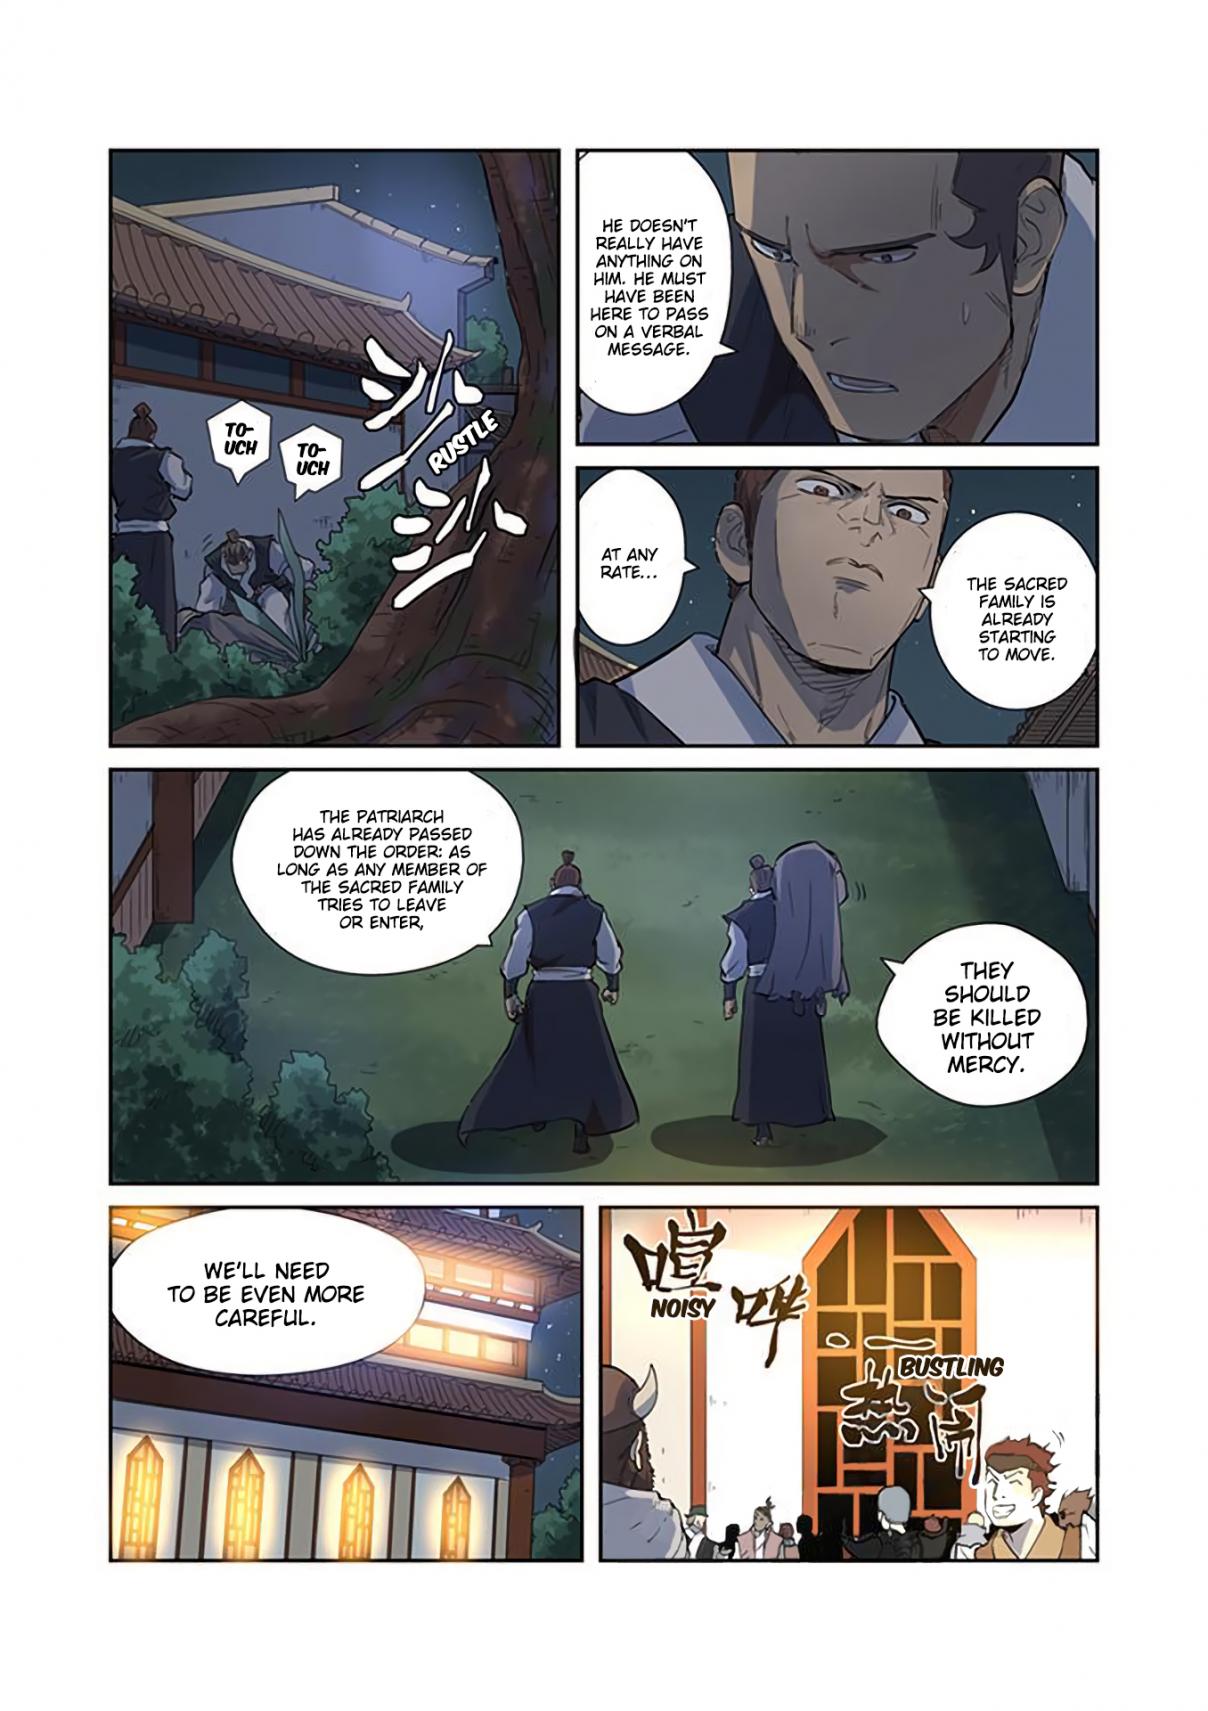 TO-
UCH
TO-
UCH
沙
RUSTLE
沙
HE DOESN'T
REALLY HAVE
ANYTHING ON
HIM. HE MUST
HAVE BEEN
HERE TO PASS
ON A VERBAL
MESSAGE.
AT ANY
RATE...
THE SACRED
FAMILY IS
ALREADY
STARTING
TO MOVE.
THE PATRIARCH
HAS ALREADY PASSED
DOWN THE ORDER: AS
LONG AS ANY MEMBER OF
THE SACRED FAMILY
TRIES TO LEAVE
OR ENTER,
THEY
SHOULD
BE KILLED
WITHOUT
MERCY.
WE'LL NEED
TO BE EVEN MORE
CAREFUL.
喧
NOISY
哗
BUSTLING
热闹